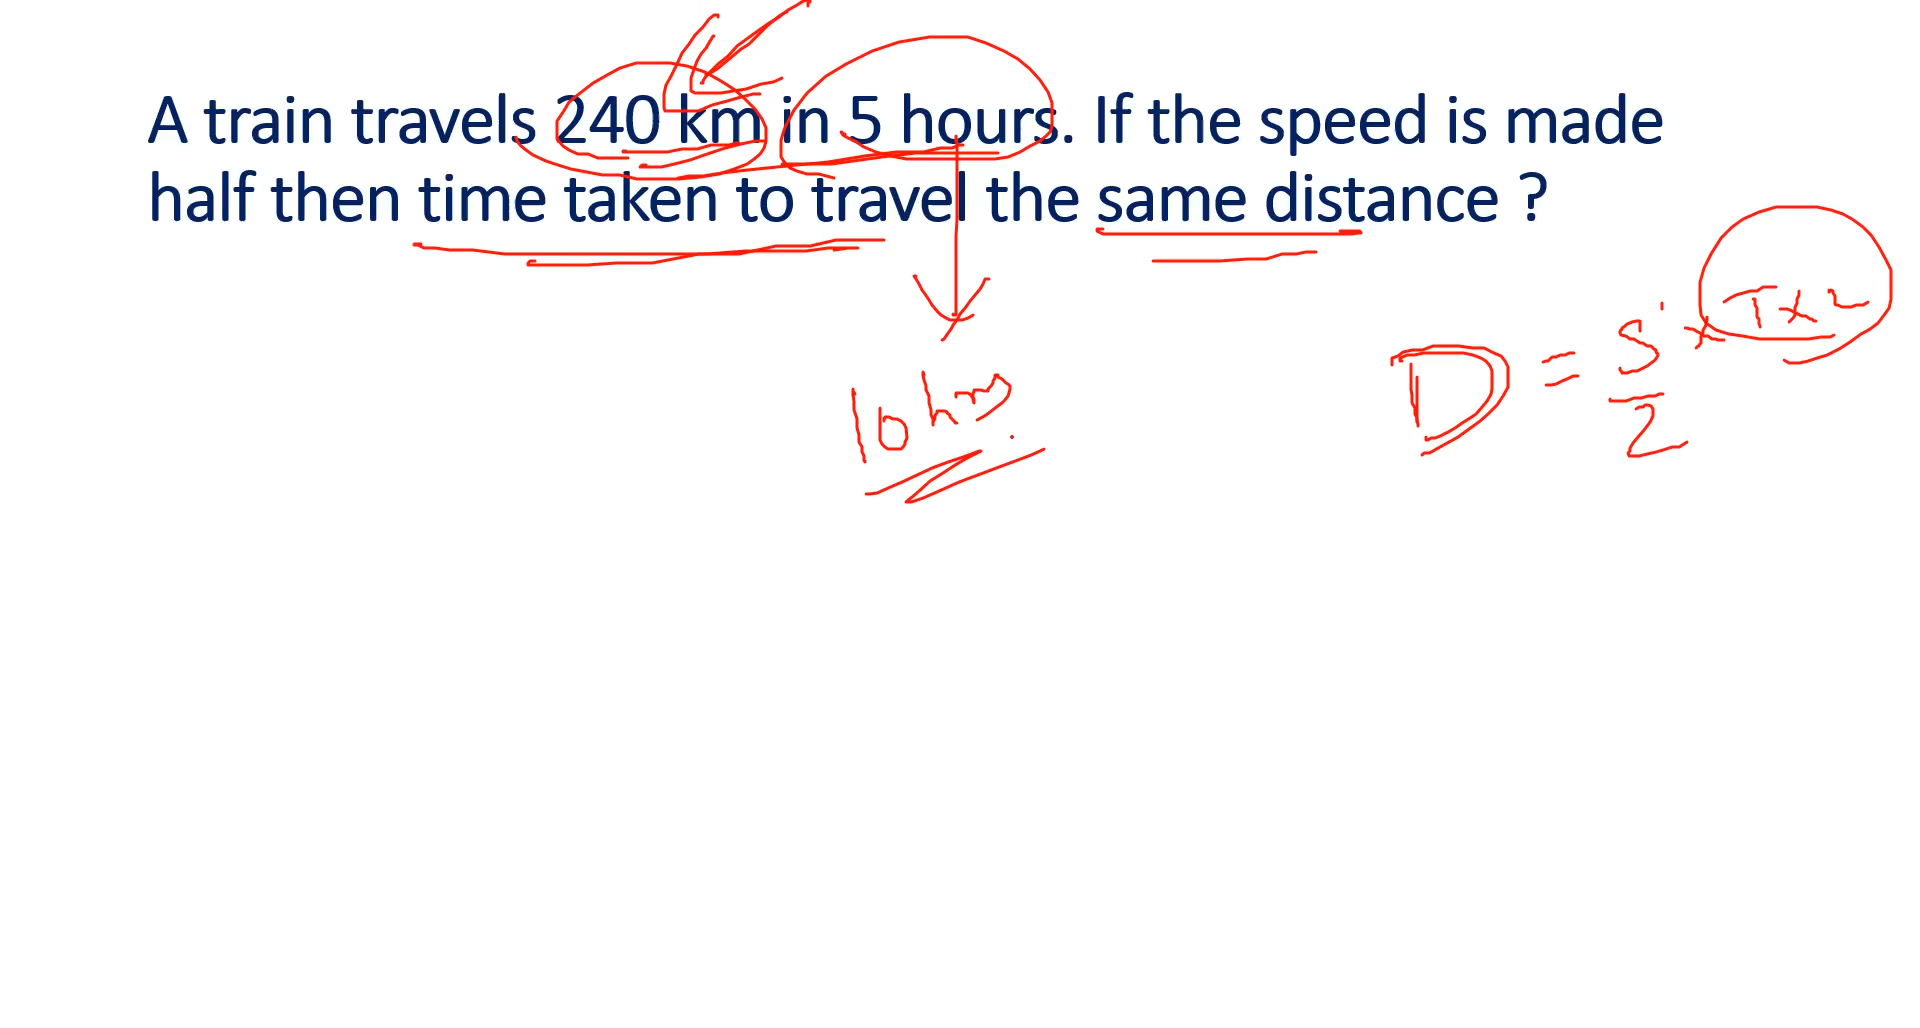 A train travels 240 km in 5 hours. If the speed is made
half then time taken to travel the same distance ?
D = S/2 x T x 2
10 hrs